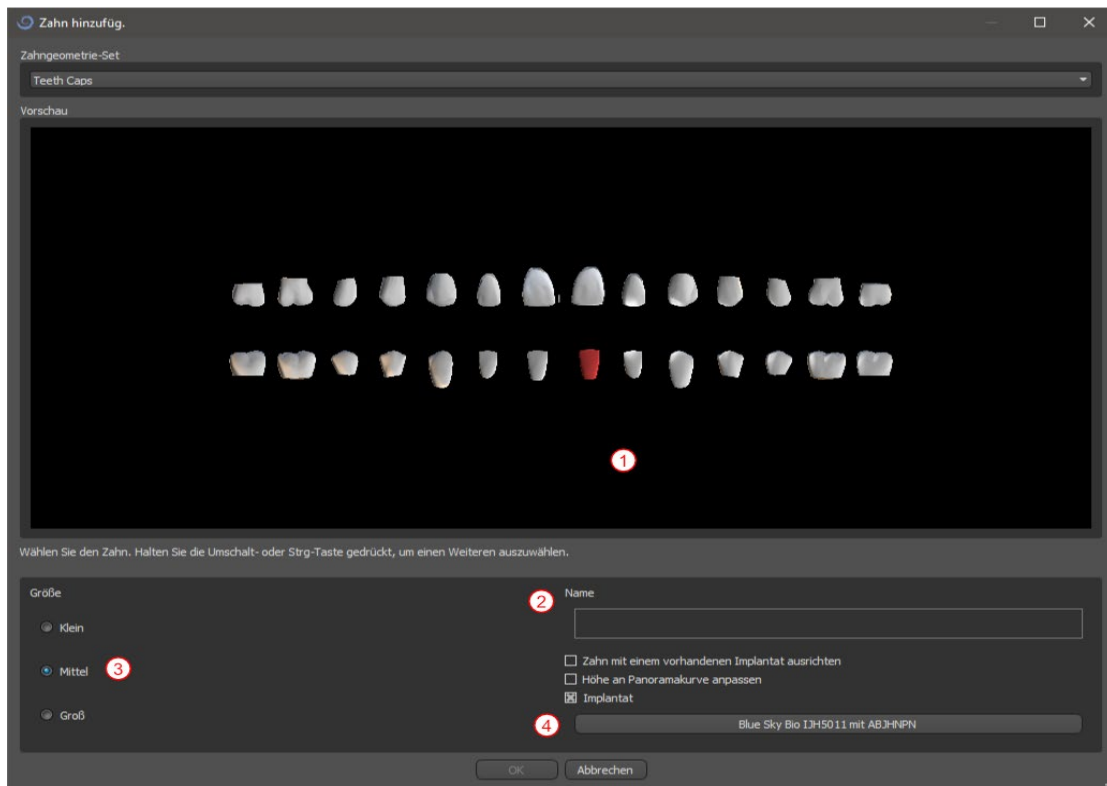 Zahn hinzufüg.
Zahngeometrie-Set
Teeth Caps
Vorschau
1
Wählen Sie den Zahn. Halten Sie die Umschalt- oder Strg-Taste gedrückt, um einen Weiteren auszuwählen.
Größe
2
Name
Klein
Zahn mit einem vorhandenen Implantat ausrichten
Mittel
3
Höhe an Panoramakurve anpassen
Implantat
Groß
4
Blue Sky Bio IJH5011 mit ABJHNPN
OK
Abbrechen